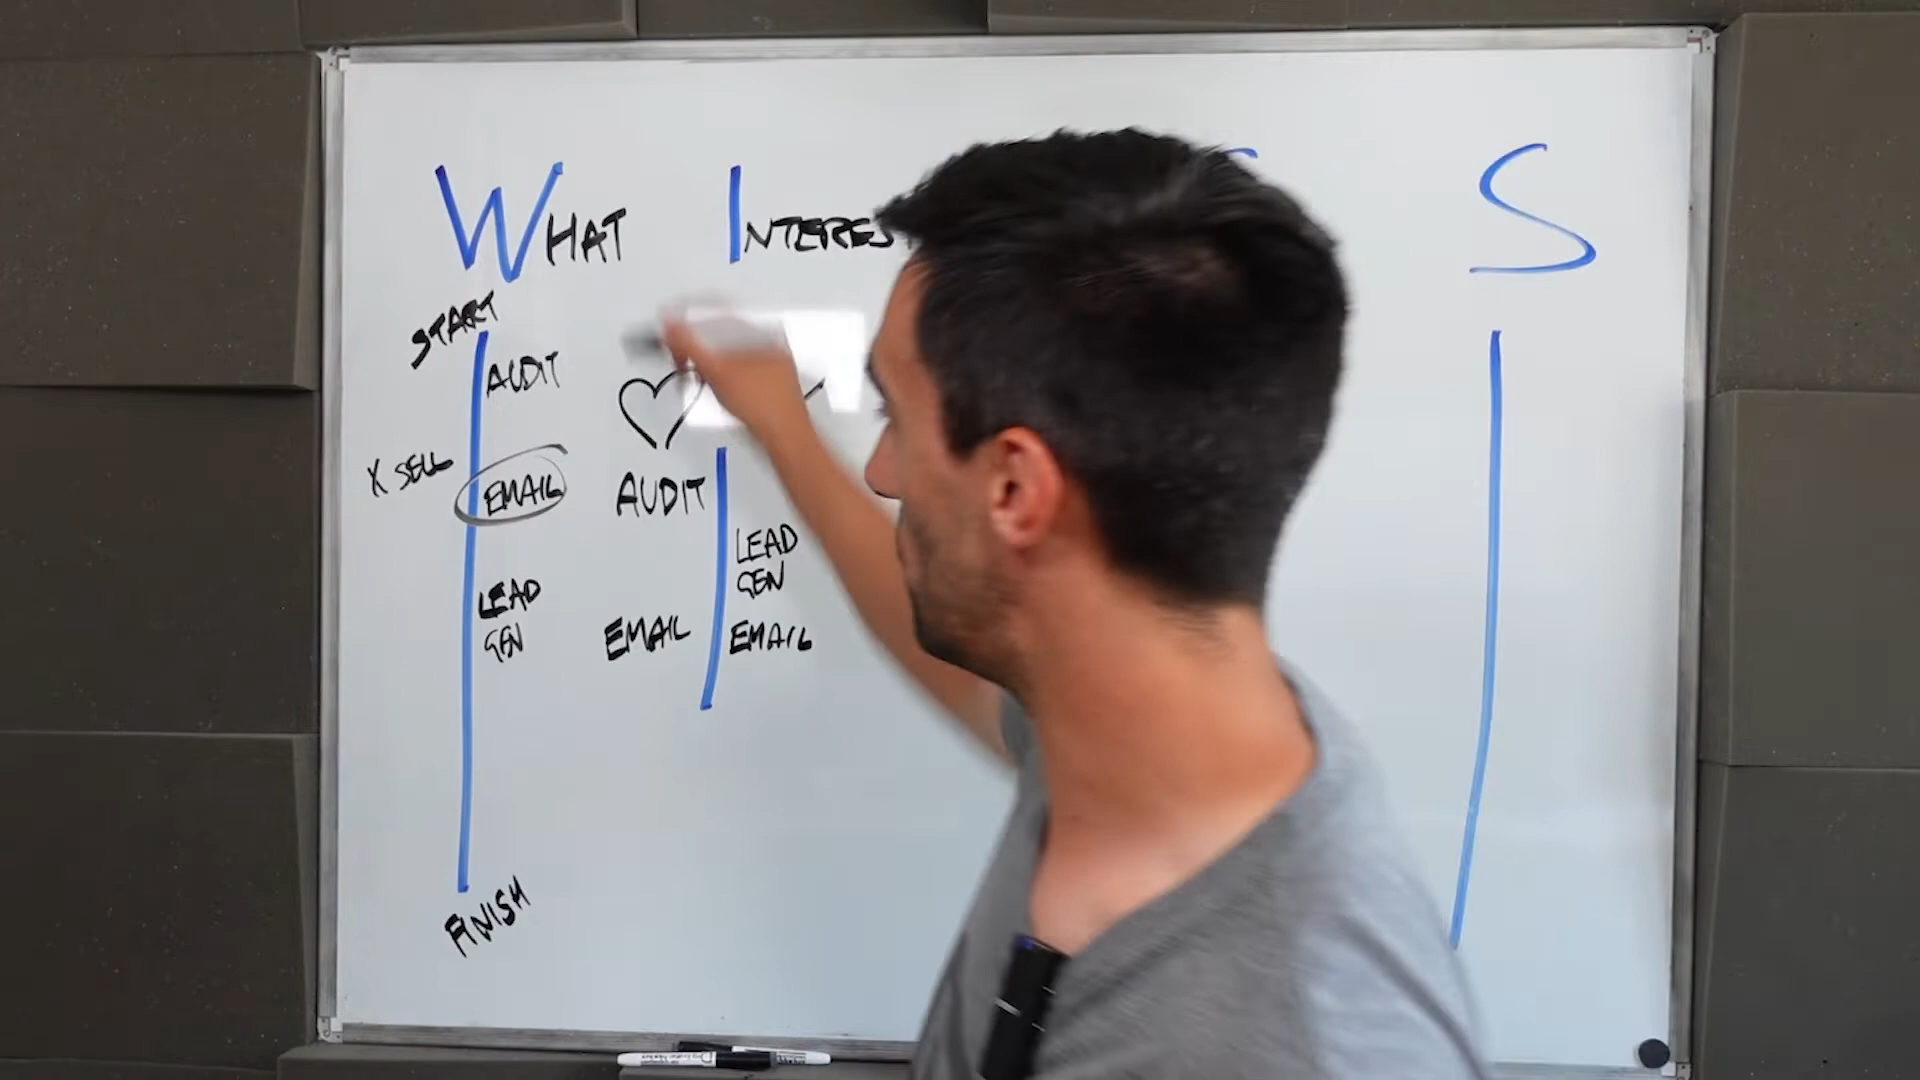 WHAT
INTERES
S
START
AUDIT
X SELL
EMAIL
LEAD
GEN
FINISH
AUDIT
EMAIL
LEAD
GEN
EMAIL